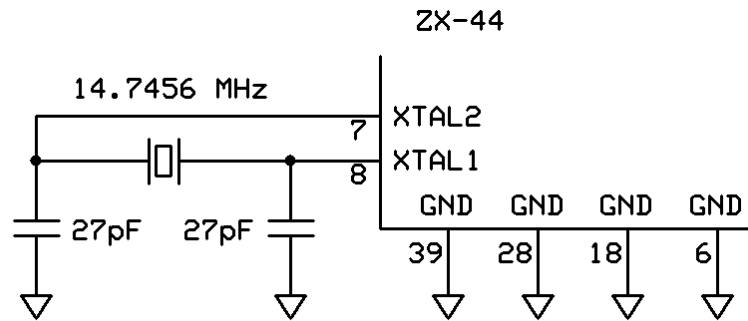 ZX-44
14.7456 MHz
7 XTAL2
8 XTAL1
27pF 27pF
GND GND GND GND
39 28 18 6